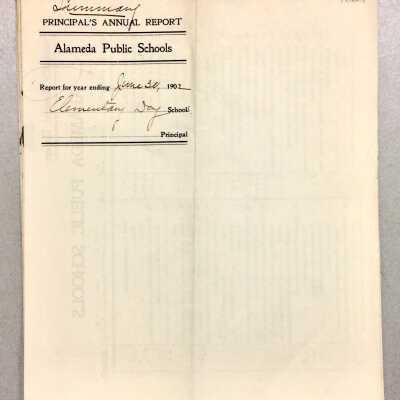 Summary
PRINCIPAL'S ANNUAL REPORT
Alameda Public Schools
Report for year ending June 30, 1902
Elementary Day School
Principal